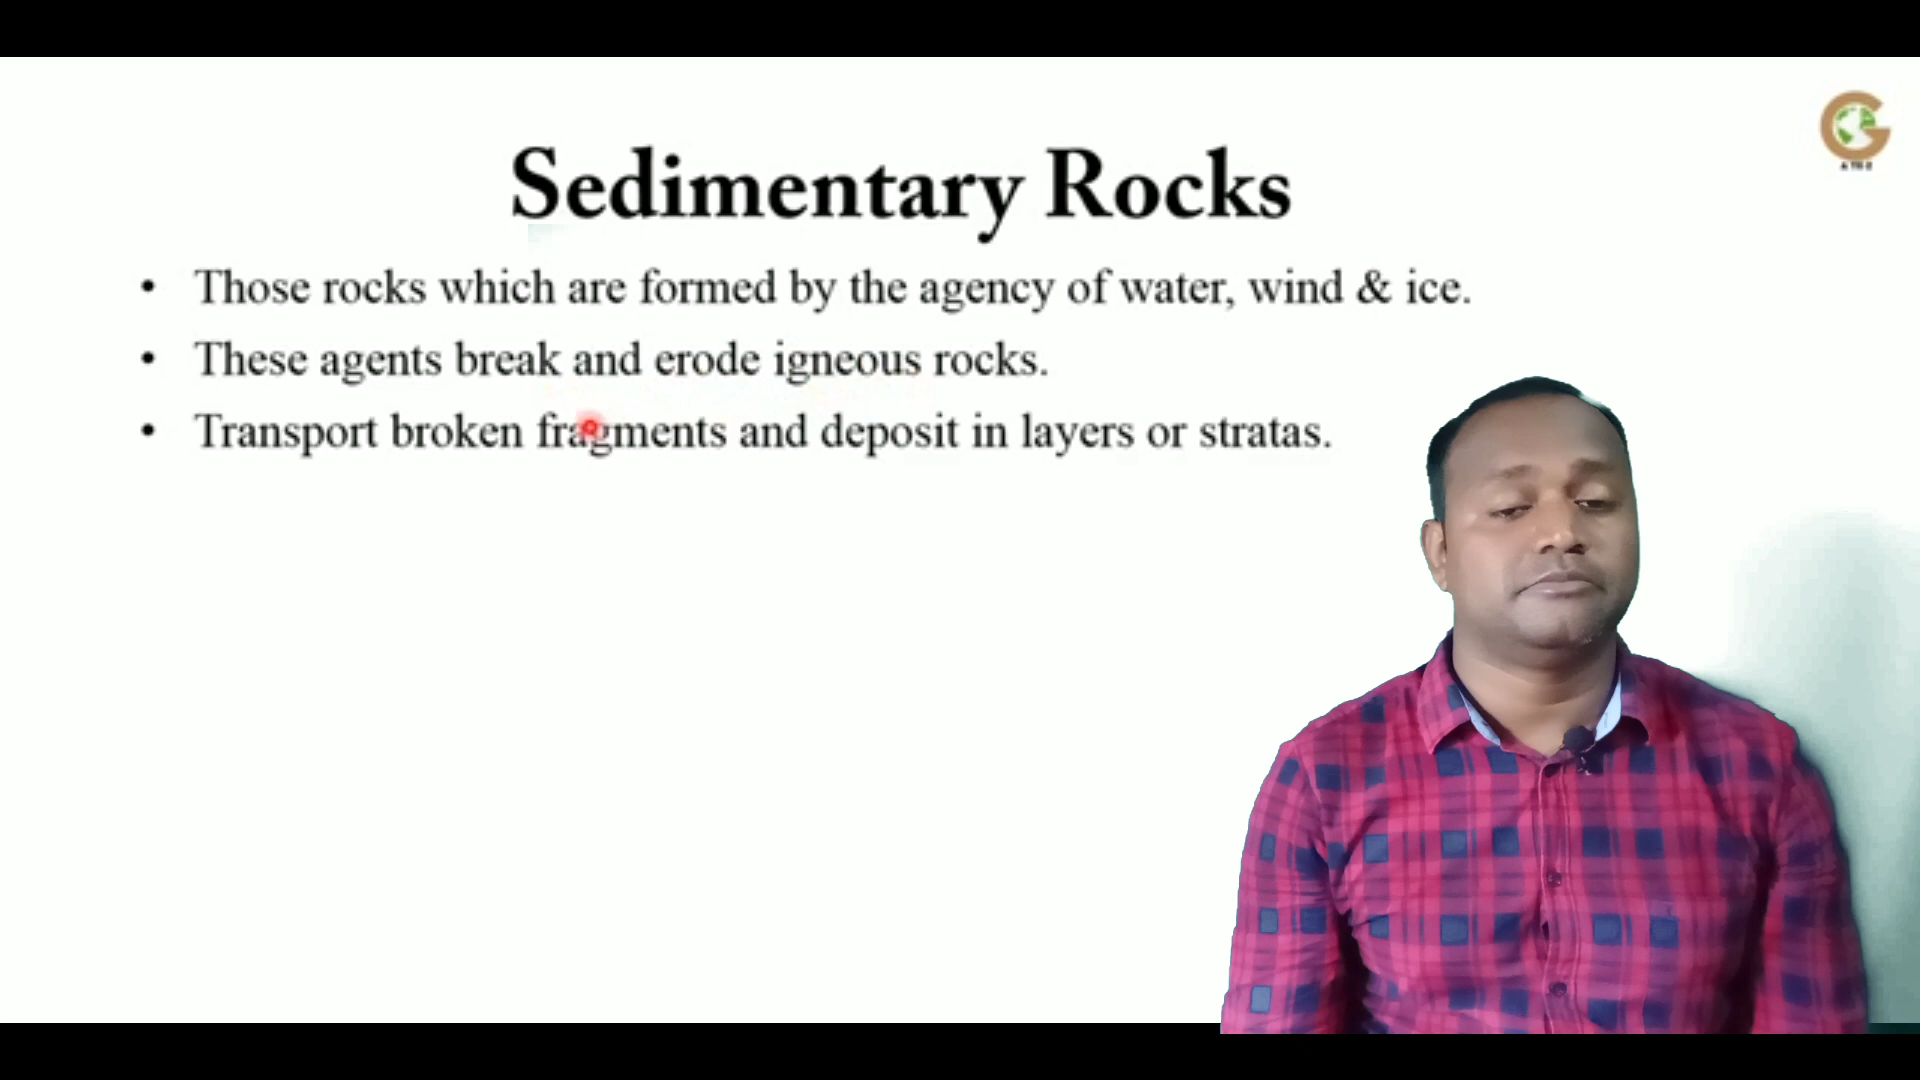 Sedimentary Rocks
• Those rocks which are formed by the agency of water, wind & ice.
• These agents break and erode igneous rocks.
• Transport broken fragments and deposit in layers or stratas.